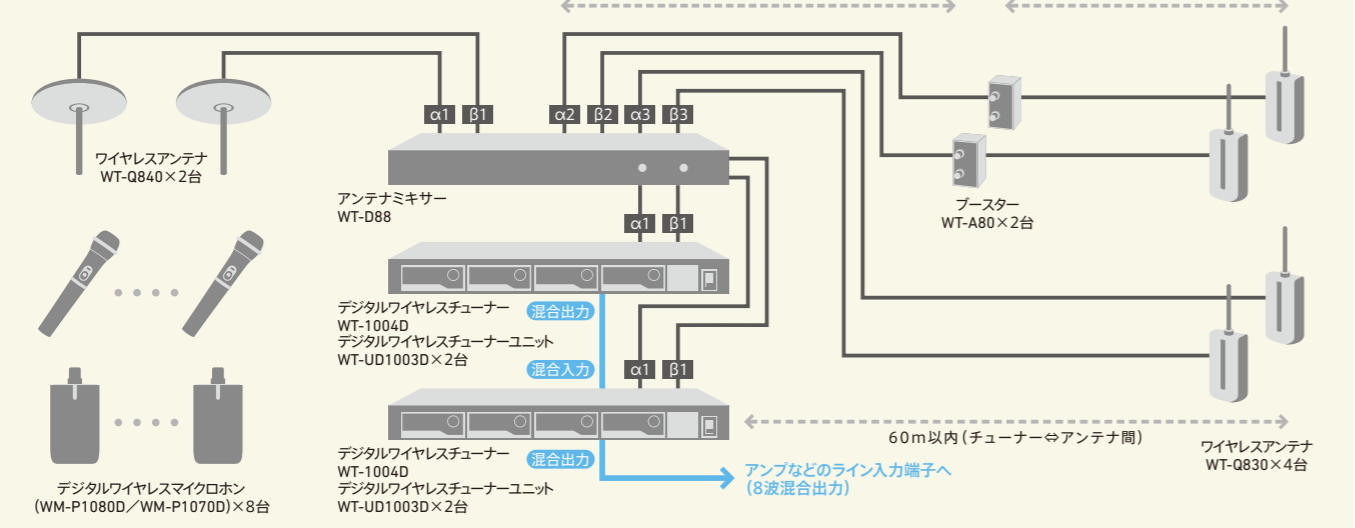 α1
β1
α2
β2
α3
β3
ワイヤレスアンテナ
WT-Q840×2台
アンテナミキサー
WT-D88
ブースター
WT-A80×2台
α1
β1
デジタルワイヤレスチューナー
WT-1004D
デジタルワイヤレスチューナーユニット
WT-UD1003D×2台
混合出力
混合入力
α1
β1
60m以内（チューナー⇔アンテナ間）
ワイヤレスアンテナ
WT-Q830×4台
デジタルワイヤレスチューナー
WT-1004D
デジタルワイヤレスチューナーユニット
WT-UD1003D×2台
混合出力
アンプなどのライン入力端子へ
（8波混合出力）
デジタルワイヤレスマイクロホン
(WM-P1080D／WM-P1070D)×8台